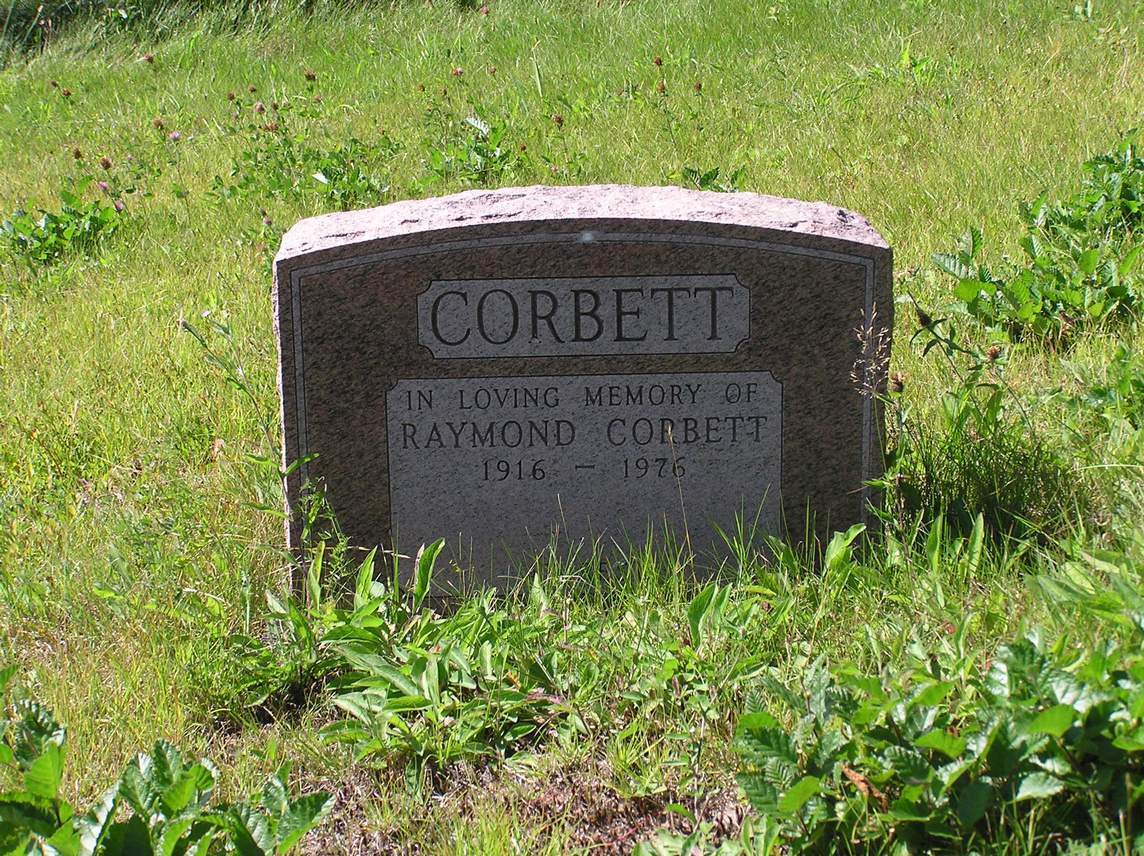 CORBETT
IN LOVING MEMORY OF
RAYMOND CORBETT
1916 — 1976